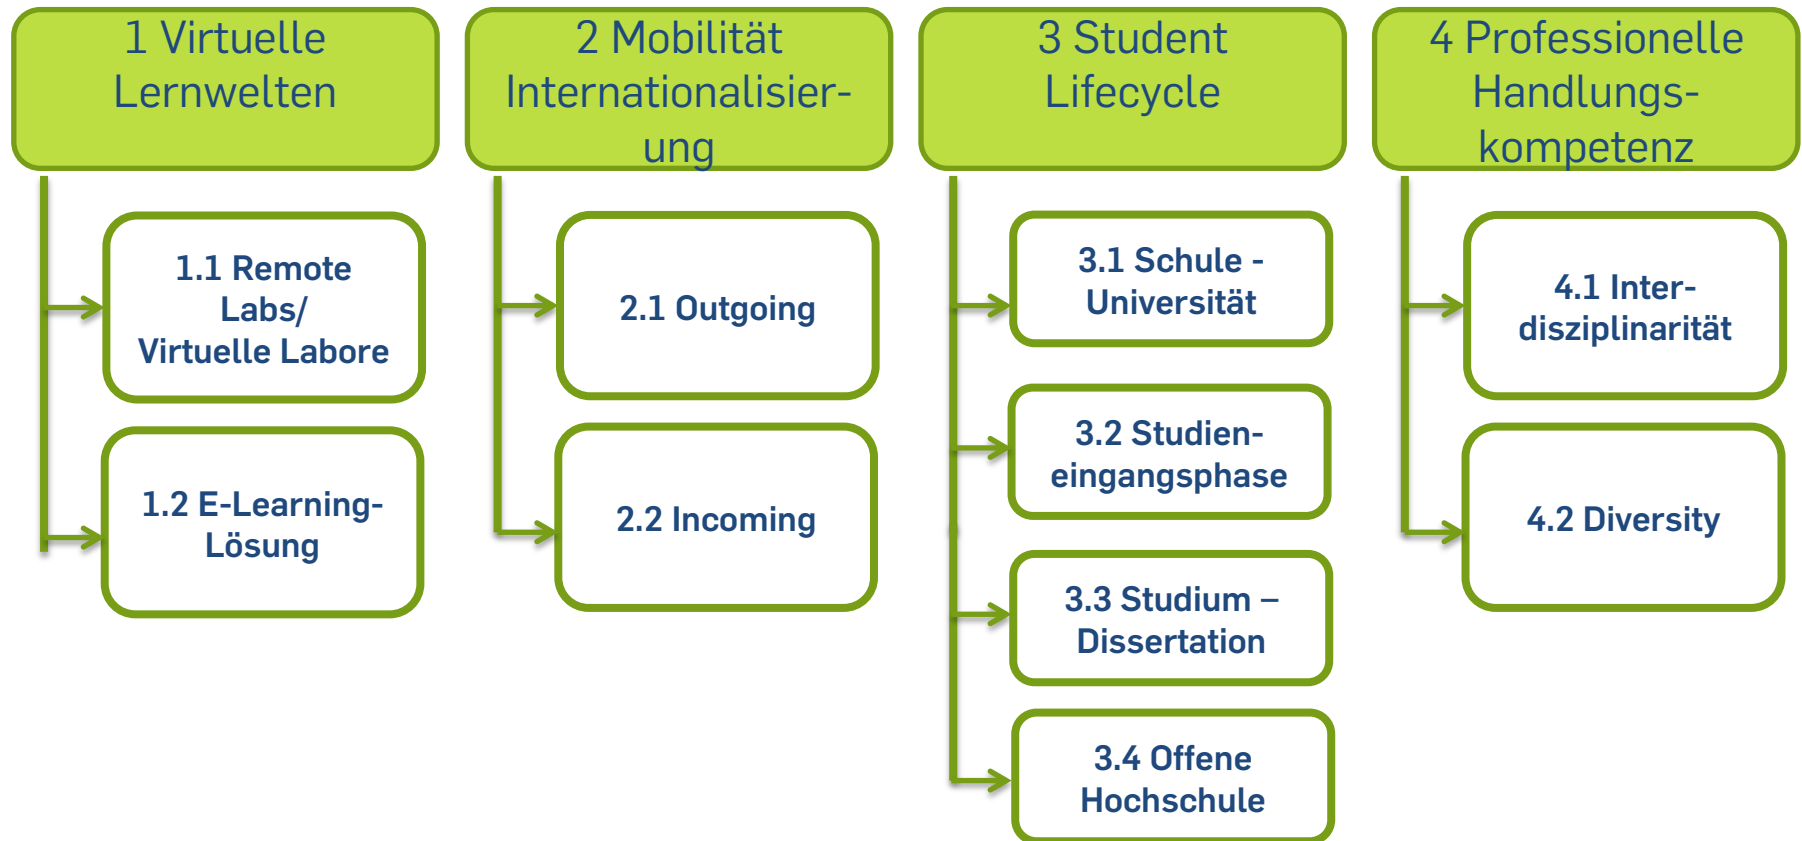 1 Virtuelle
Lernwelten
1.1 Remote
Labs/
Virtuelle Labore
1.2 E-Learning-
Lösung
2 Mobilität
Internationalisier-
ung
2.1 Outgoing
2.2 Incoming
3 Student
Lifecycle
3.1 Schule -
Universität
3.2 Studien-
eingangsphase
3.3 Studium –
Dissertation
3.4 Offene
Hochschule
4 Professionelle
Handlungs-
kompetenz
4.1 Inter-
disziplinarität
4.2 Diversity